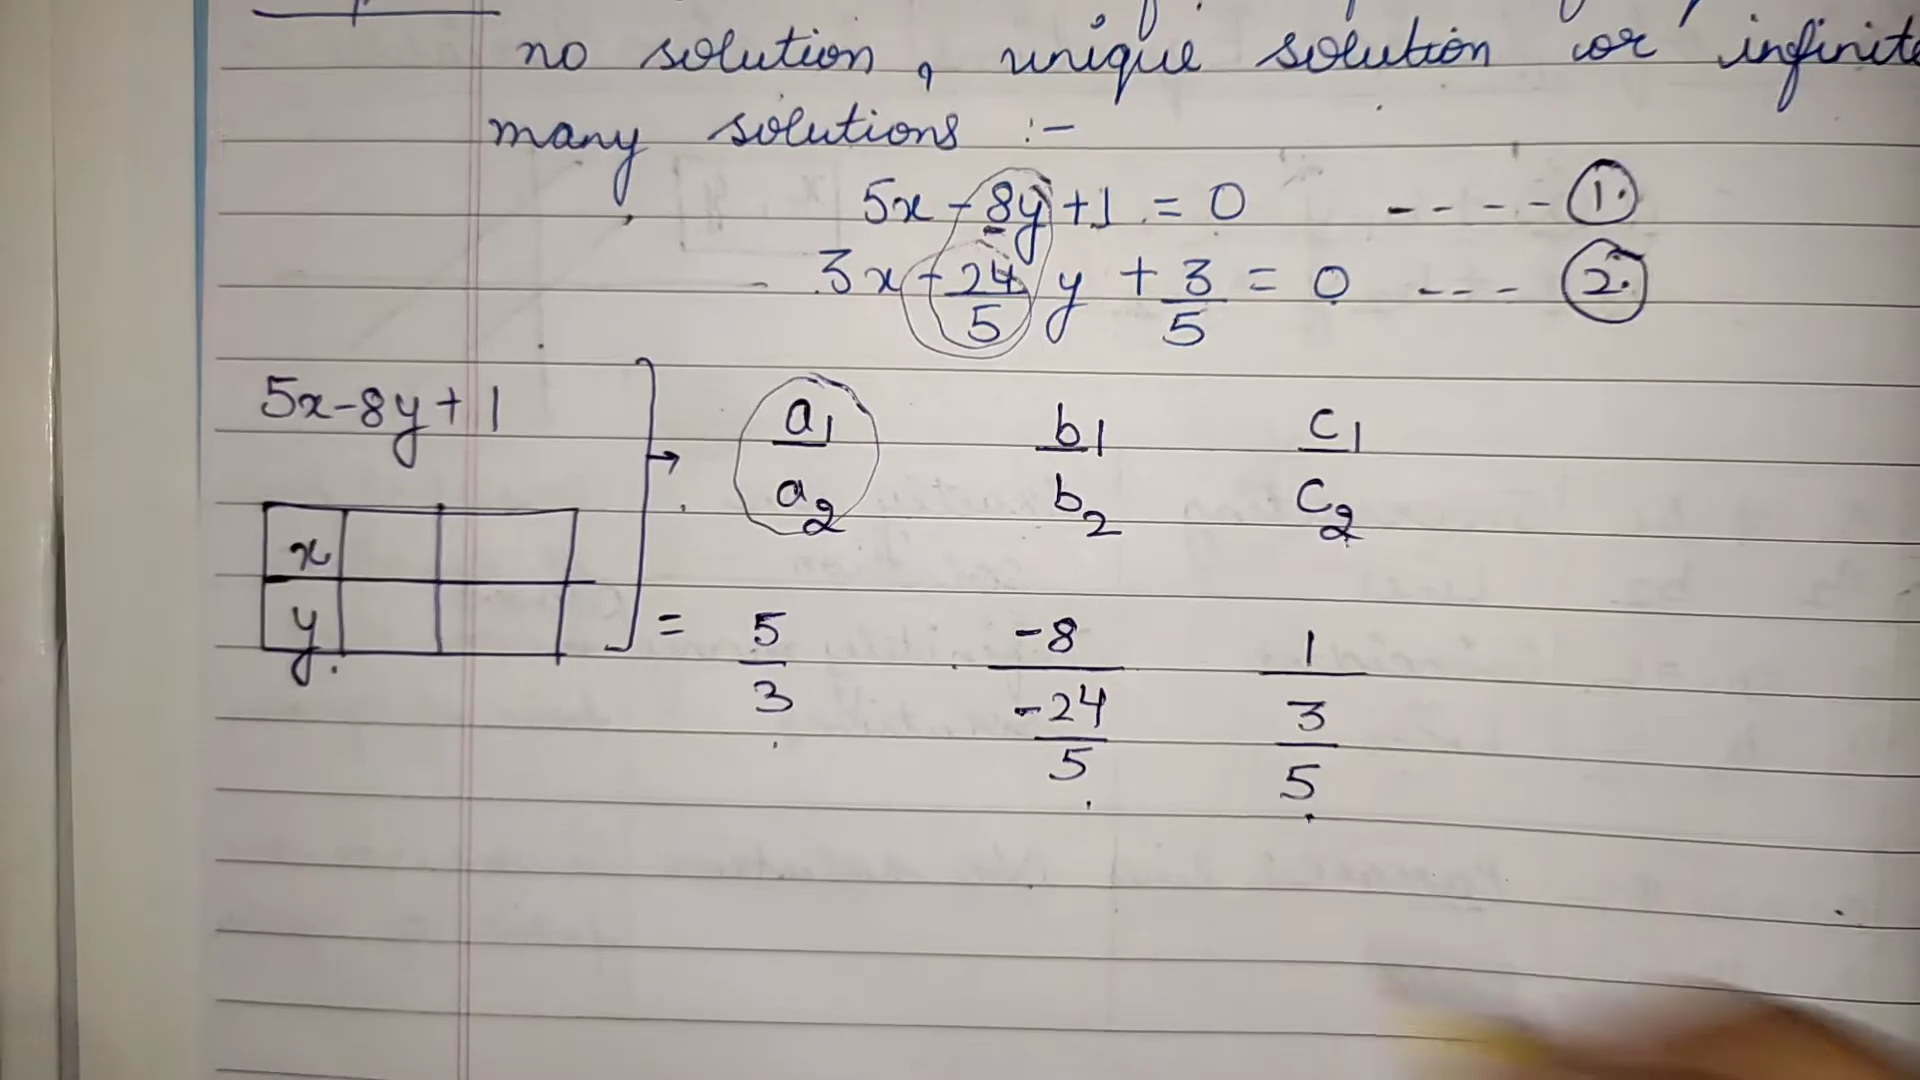 no solution, unique solution or infinite
many solutions :-
5x - 8y + 1 = 0 ---- 1.
3x - 24/5 y + 3/5 = 0 --- 2.
5x-8y+1
a1/a2 b1/b2 c1/c2
x
y
= 5/3 -8/(-24/5) 1/(3/5)